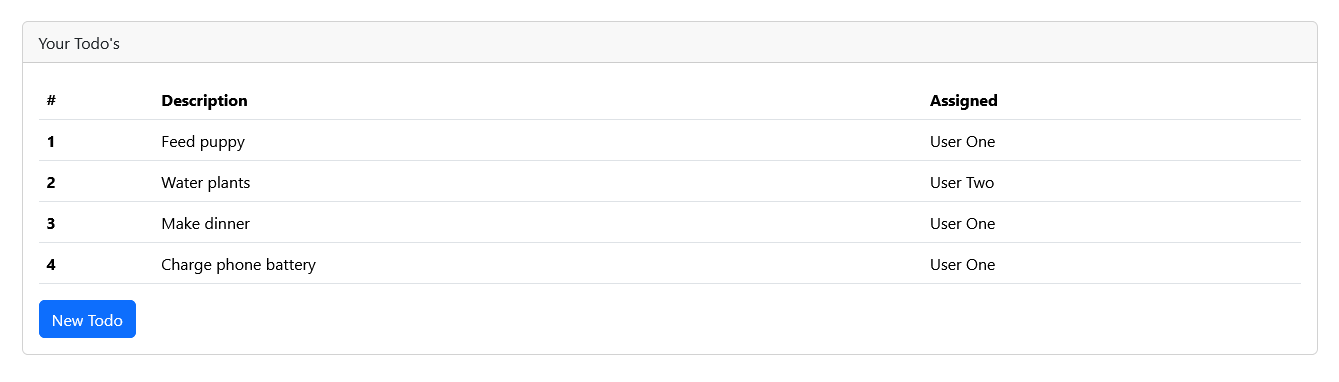 Your Todo's
# Description Assigned
1 Feed puppy User One
2 Water plants User Two
3 Make dinner User One
4 Charge phone battery User One
New Todo